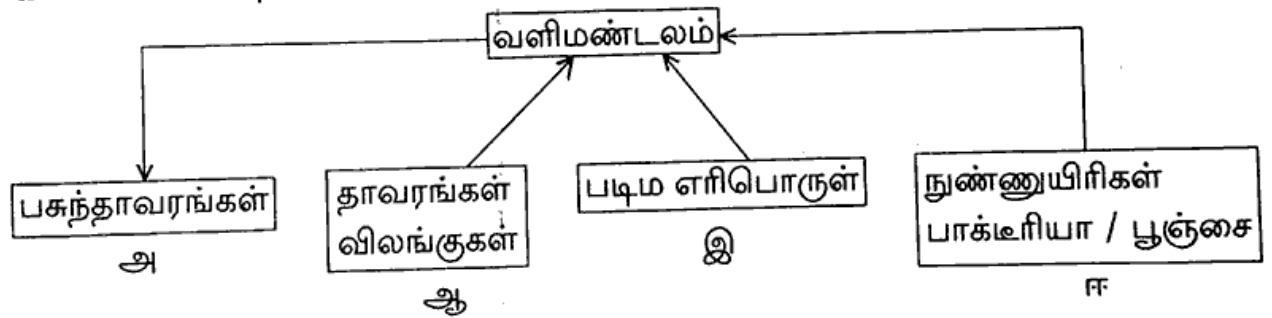 வளிமண்டலம்
பசுந்தாவரங்கள்
அ
தாவரங்கள்
விலங்குகள்
ஆ
படிம எரிபொருள்
இ
நுண்ணுயிரிகள்
பாக்டீரியா / பூஞ்சை
ஈ